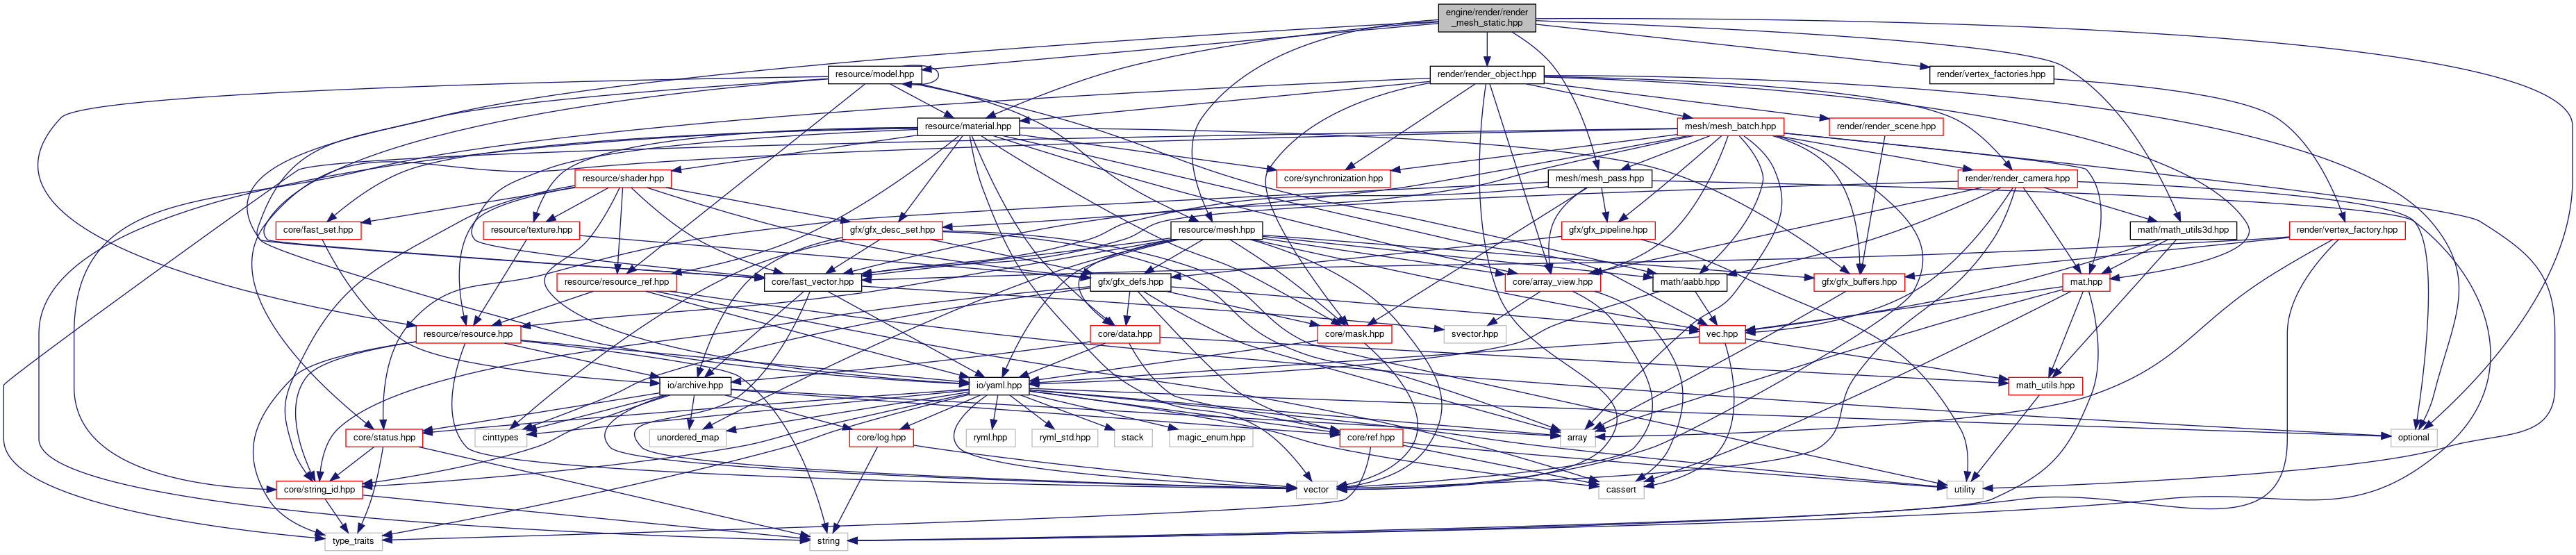 engine/render/render
_mesh_static.hpp
resource/model.hpp
render/render_object.hpp
render/vertex_factories.hpp
resource/material.hpp
mesh/mesh_batch.hpp
render/render_scene.hpp
resource/shader.hpp
core/synchronization.hpp
mesh/mesh_pass.hpp
render/render_camera.hpp
core/fast_set.hpp
resource/texture.hpp
gfx/gfx_desc_set.hpp
resource/mesh.hpp
gfx/gfx_pipeline.hpp
math/math_utils3d.hpp
render/vertex_factory.hpp
resource/resource_ref.hpp
core/fast_vector.hpp
gfx/gfx_defs.hpp
core/array_view.hpp
math/aabb.hpp
gfx/gfx_buffers.hpp
mat.hpp
resource/resource.hpp
core/data.hpp
core/mask.hpp
svector.hpp
vec.hpp
io/archive.hpp
io/yaml.hpp
math_utils.hpp
core/status.hpp
cinttypes
unordered_map
core/log.hpp
ryml.hpp
ryml_std.hpp
stack
magic_enum.hpp
core/ref.hpp
array
optional
core/string_id.hpp
vector
cassert
utility
type_traits
string